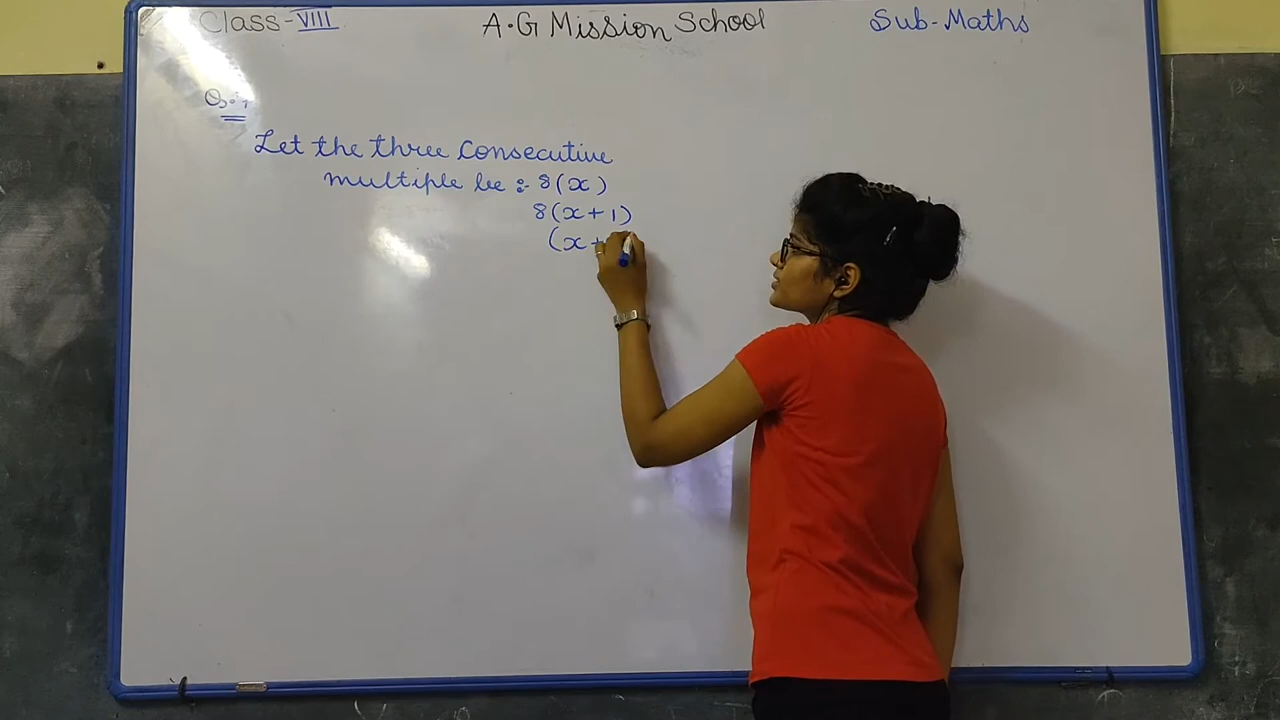 Class-VIII
A.G Mission School
Sub-Maths
Let the three consecutive
multiple be :- 8(x)
8(x+1)
(x+